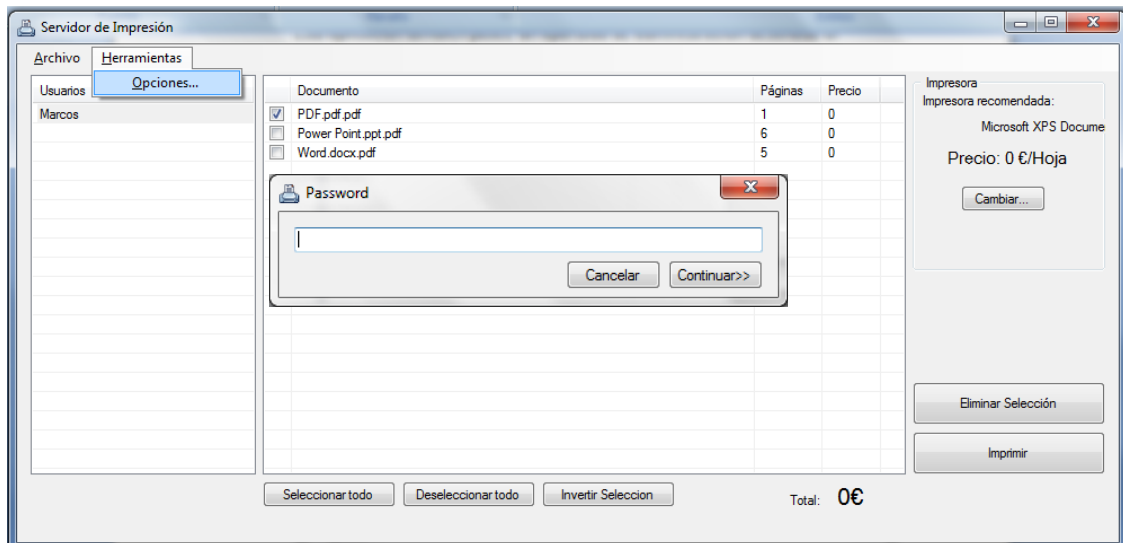 Servidor de Impresión
Archivo Herramientas
Opciones...
Usuarios
Marcos
Documento Páginas Precio
PDF.pdf.pdf 1 0
Power Point.ppt.pdf 6 0
Word.docx.pdf 5 0
Password
Cancelar Continuar>>
Impresora
Impresora recomendada:
Microsoft XPS Docume
Precio: 0 €/Hoja
Cambiar...
Eliminar Selección
Imprimir
Seleccionar todo Deseleccionar todo Invertir Seleccion Total: 0€